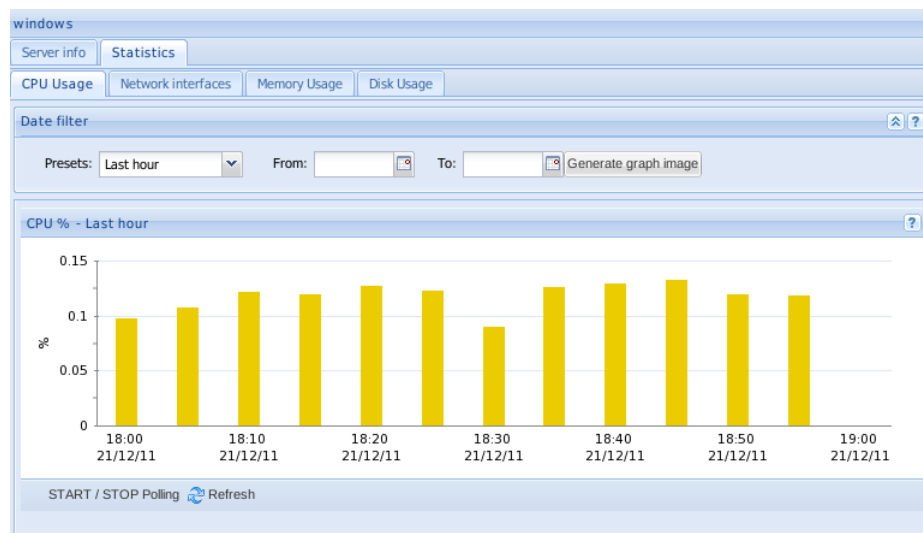 windows
Server info Statistics
CPU Usage Network interfaces Memory Usage Disk Usage
Date filter ?
Presets: Last hour From: To: Generate graph image
CPU % - Last hour ?
0.15
0.1
%
0.05
0
18:00 18:10 18:20 18:30 18:40 18:50 19:00
21/12/11 21/12/11 21/12/11 21/12/11 21/12/11 21/12/11 21/12/11
START / STOP Polling Refresh